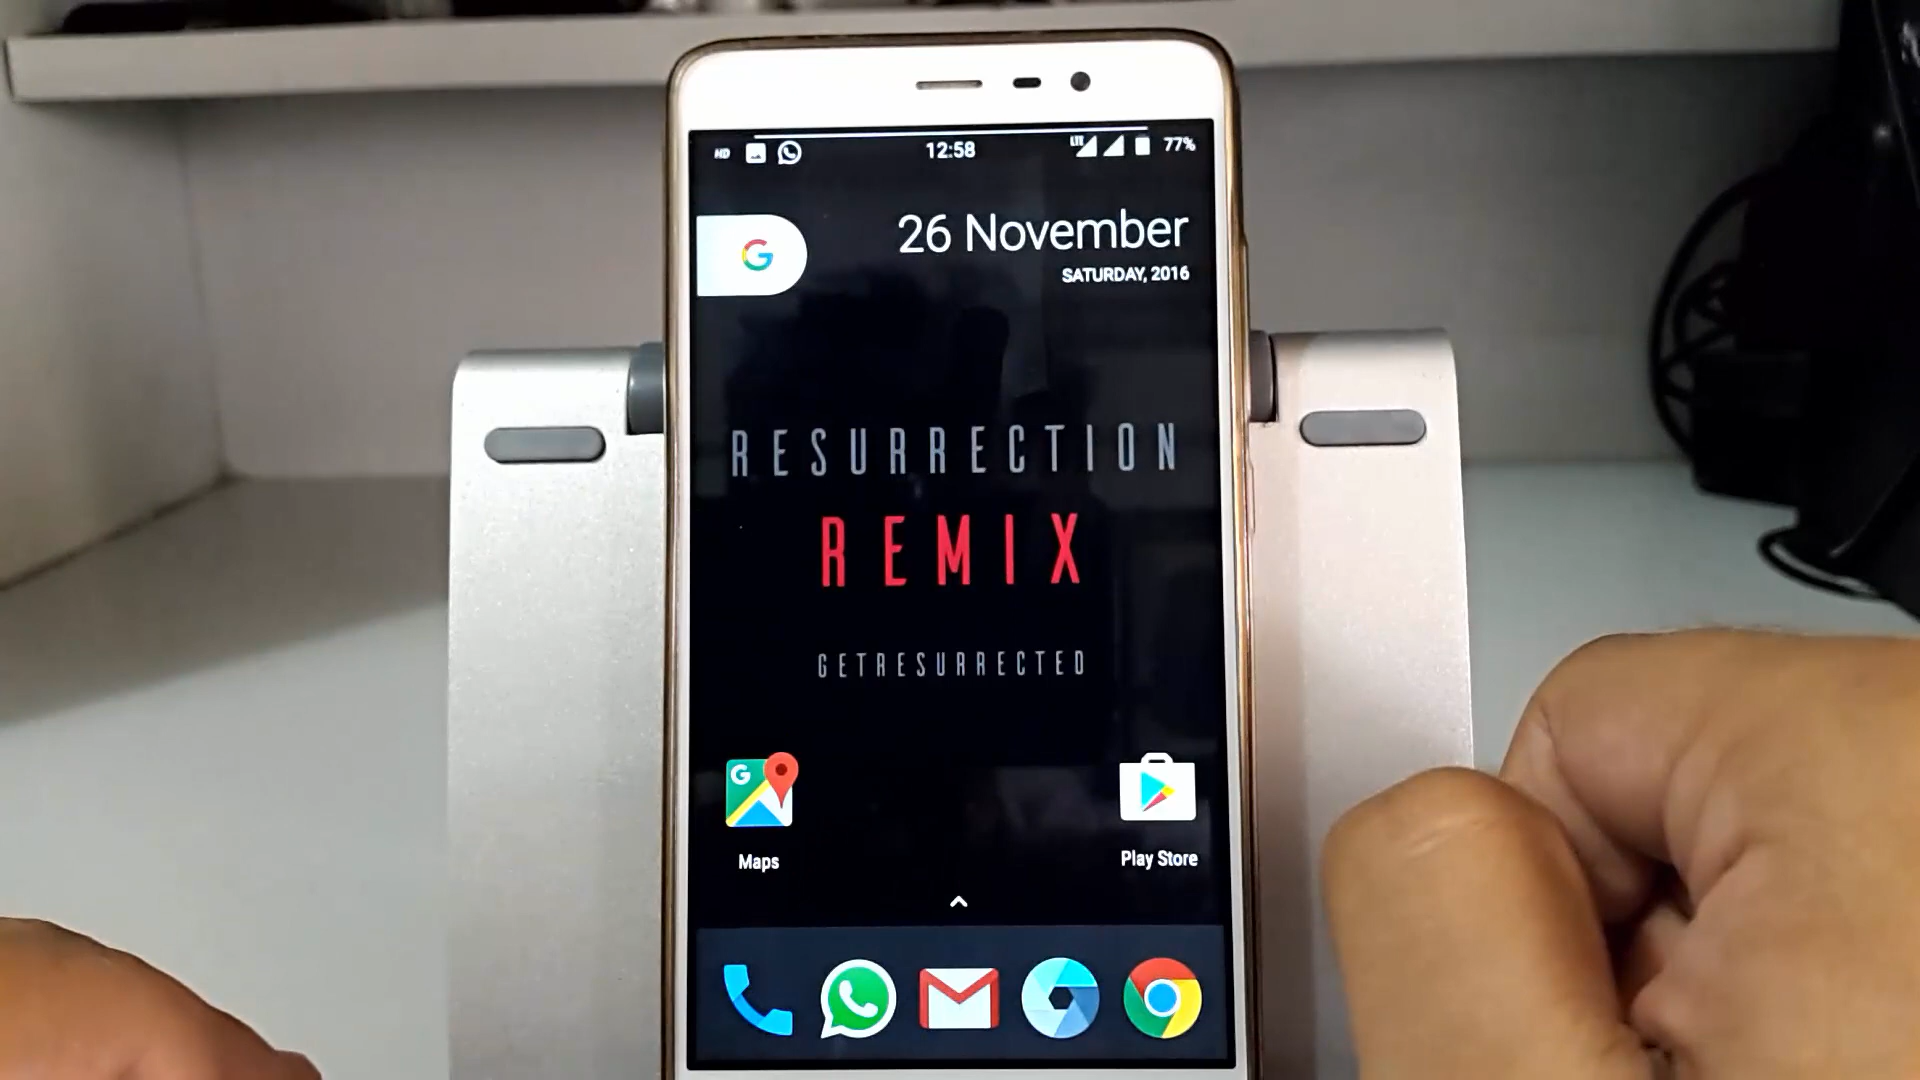 HD 12:58 LTE 77%
G
26 November
SATURDAY, 2016
RESURRECTION
REMIX
GETRESURRECTED
G
Maps
Play Store